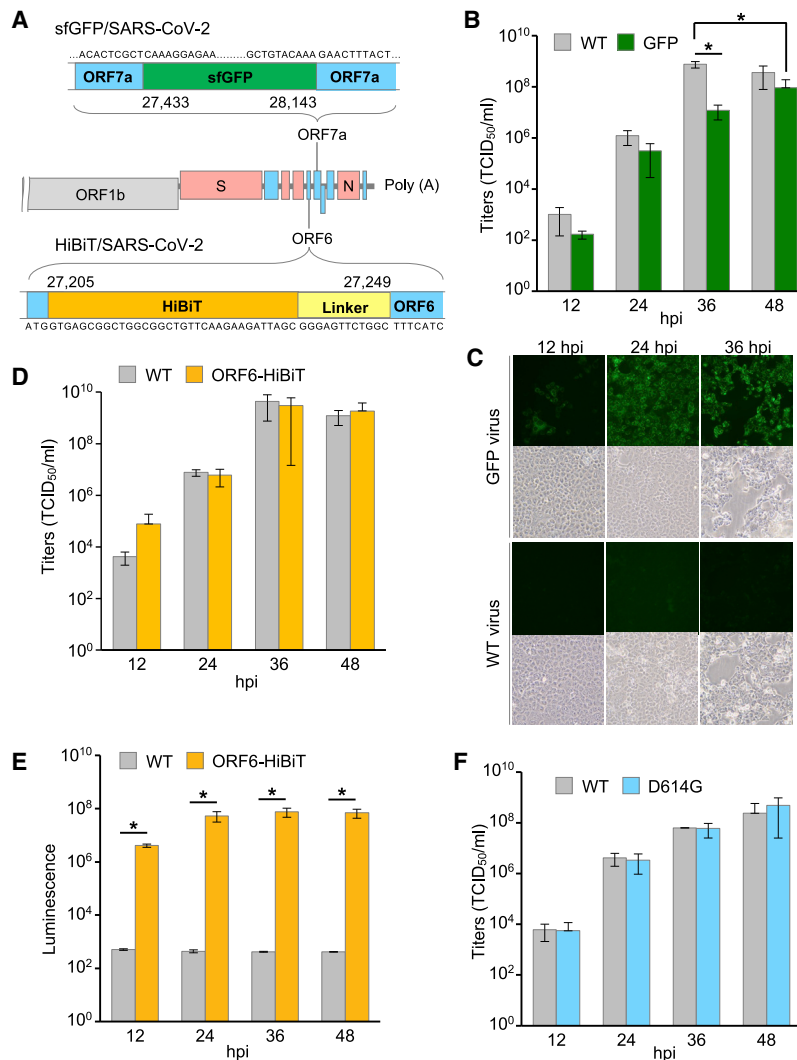 A
sfGFP/SARS-CoV-2
...ACACTCGCTCAAAGGAGAA.........GCTGTACAAAGAACTTTACT...
ORF7a sfGFP ORF7a
27,433 28,143
ORF7a
ORF1b S N Poly (A)
HiBiT/SARS-CoV-2
ORF6
27,205 27,249
HiBiT Linker ORF6
ATGGTGAGCGGCTGGCGGCTGTTCAAGAAGATTAGC GGGAGTTCTGGC TTTCATC
B
WT GFP
*
*
Titers (TCID50/ml)
10^10
10^8
10^6
10^4
10^2
10^0
12 24 36 48
hpi
C
12 hpi 24 hpi 36 hpi
GFP virus
WT virus
D
WT ORF6-HiBiT
Titers (TCID50/ml)
10^10
10^8
10^6
10^4
10^2
10^0
12 24 36 48
hpi
E
WT ORF6-HiBiT
* * * *
Luminescence
10^10
10^8
10^6
10^4
10^2
10^0
12 24 36 48
hpi
F
WT D614G
Titers (TCID50/ml)
10^10
10^8
10^6
10^4
10^2
10^0
12 24 36 48
hpi